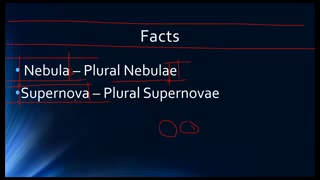 Facts
• Nebula – Plural Nebulae
• Supernova – Plural Supernovae